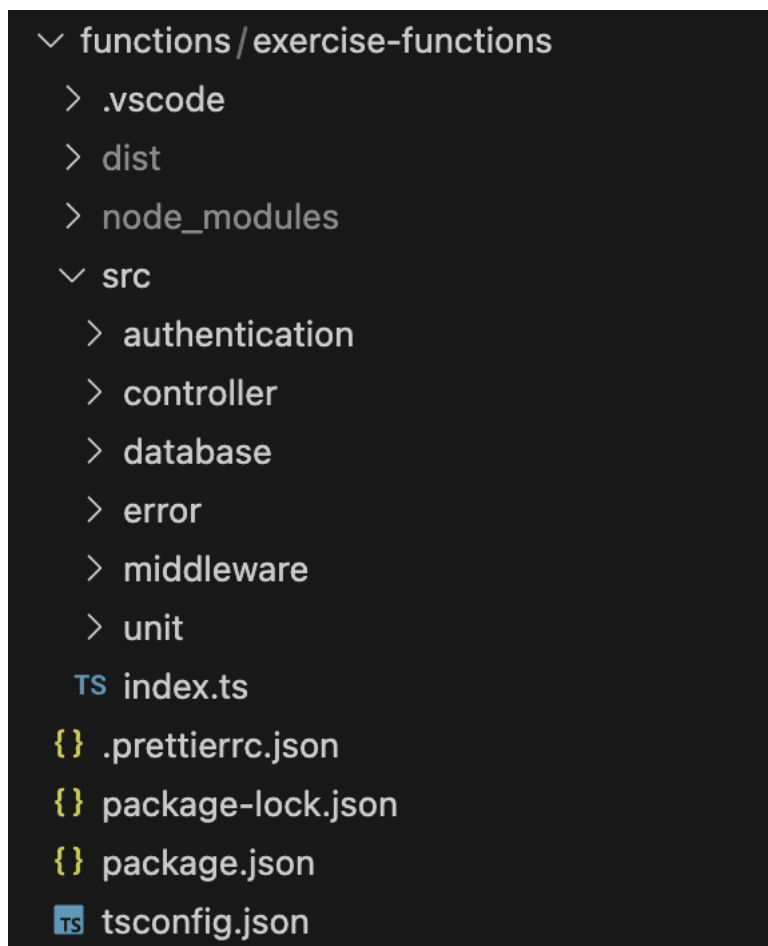 functions/exercise-functions
.vscode
dist
node_modules
src
authentication
controller
database
error
middleware
unit
TS index.ts
{} .prettierrc.json
{} package-lock.json
{} package.json
TS tsconfig.json